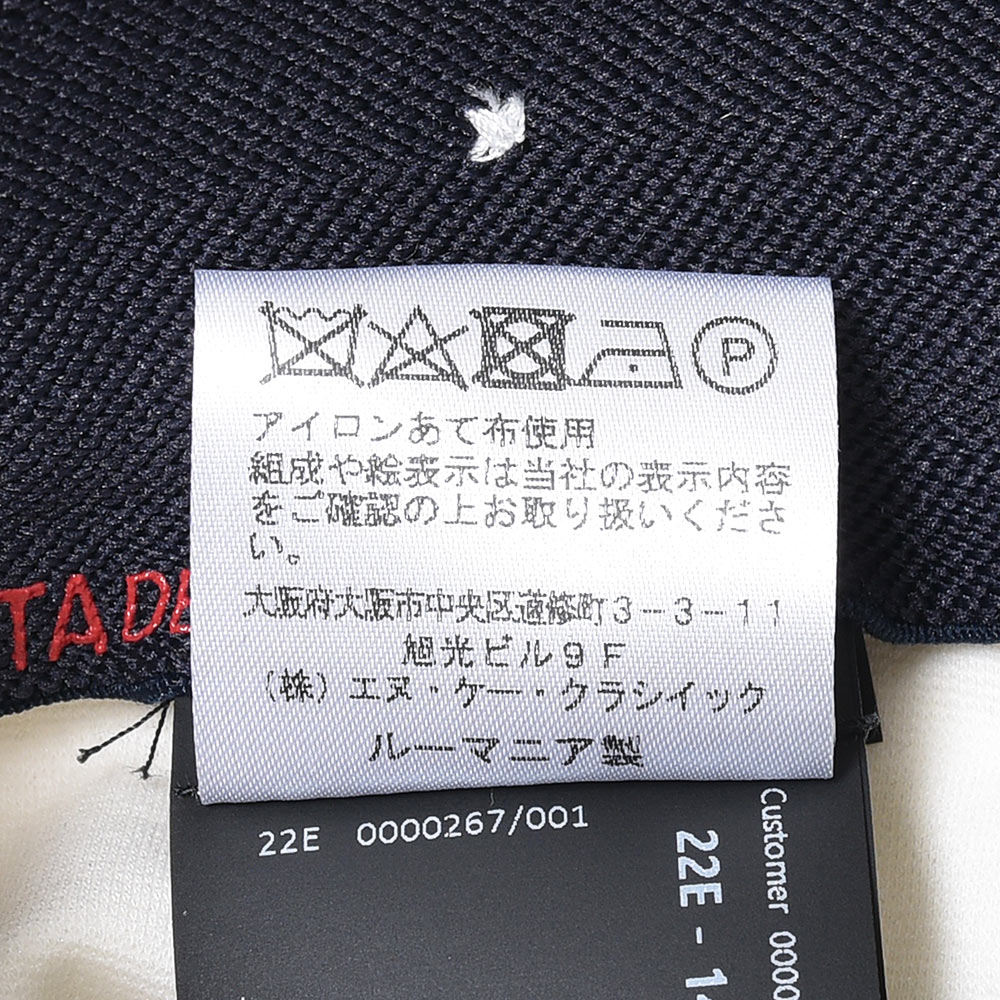 P
アイロンあて布使用
組成や絵表示は当社の表示内容
をご確認の上お取り扱いくださ
い。
大阪府大阪市中央区道修町3-3-11
旭光ビル9F
(株)エヌ・ケー・クラシイック
ルーマニア製
TADE
22E 0000267/001
Customer 0000
22E-14